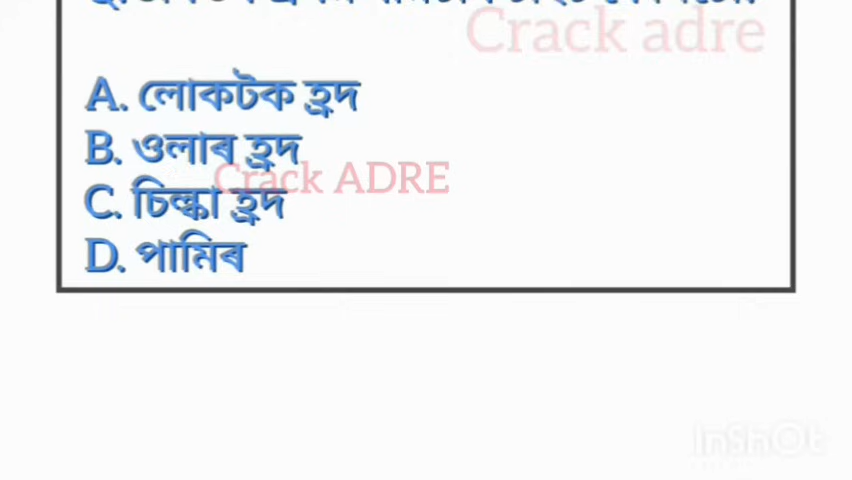 Crack adre
A. লোকটক হ্ৰদ
B. ওলাৰ হ্ৰদ
Crack ADRE
C. চিল্কা হ্ৰদ
D. পামিৰ
InShOt